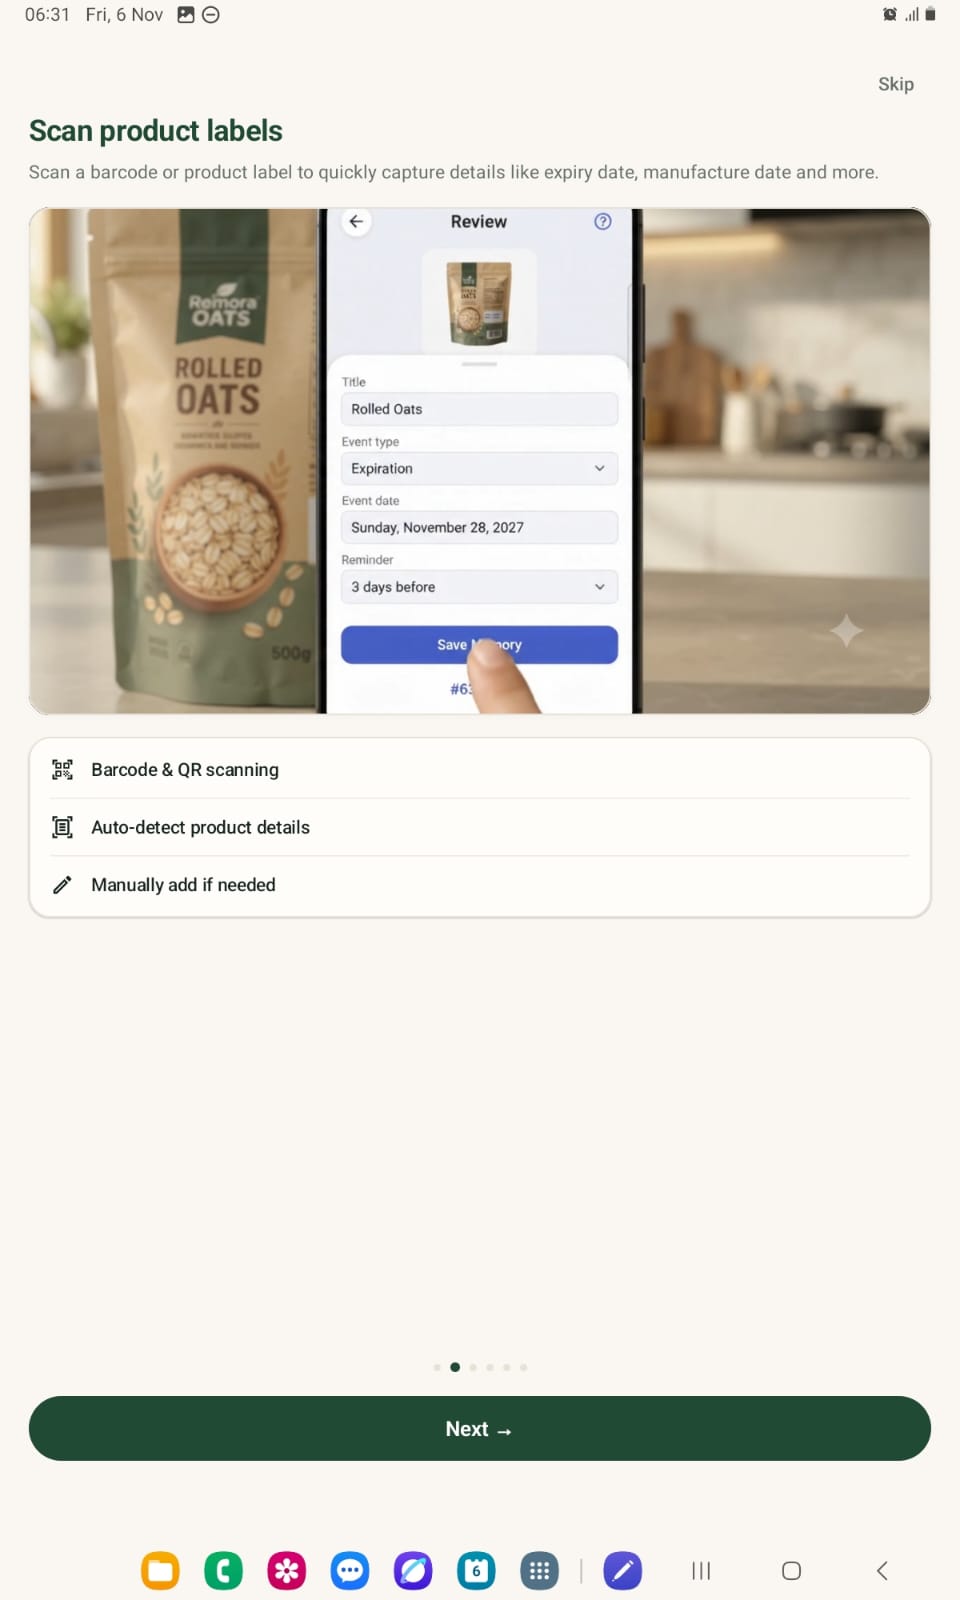 06:31 Fri, 6 Nov
Skip
Scan product labels
Scan a barcode or product label to quickly capture details like expiry date, manufacture date and more.
Remora
OATS
ROLLED
OATS
500g
Review
?
Title
Rolled Oats
Event type
Expiration
Event date
Sunday, November 28, 2027
Reminder
3 days before
Save
#6
Barcode & QR scanning
Auto-detect product details
Manually add if needed
Next →
6